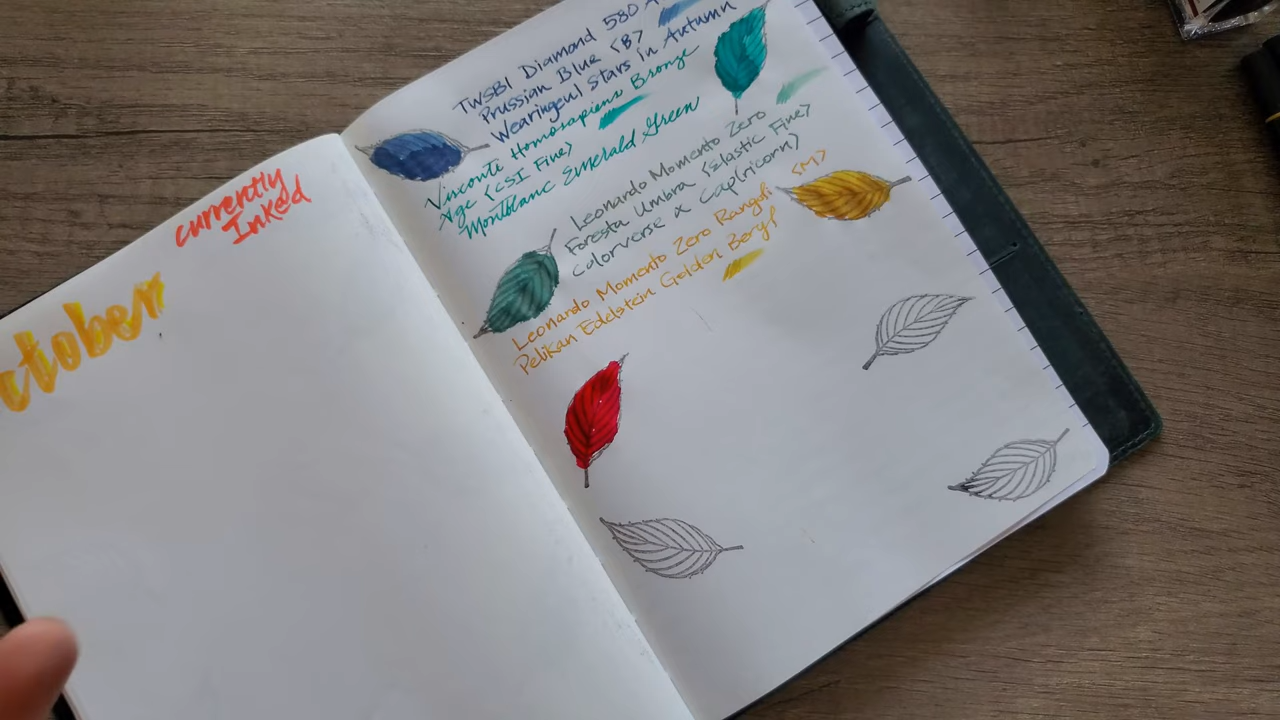 currently
Inked
ctober
TWSBI Diamond 580
Prussian Blue <B>
Wearingeul Stars in Autumn
Visconti Homosapiens Bronze
Age {CSI Fine}
Montblanc Emerald Green
Leonardo Momento Zero
Foresta Umbra {Elastic Fine}
Colorverse α Cap(ricorn)
Leonardo Momento Zero Rangoli <M>
Pelikan Edelstein Golden Beryl